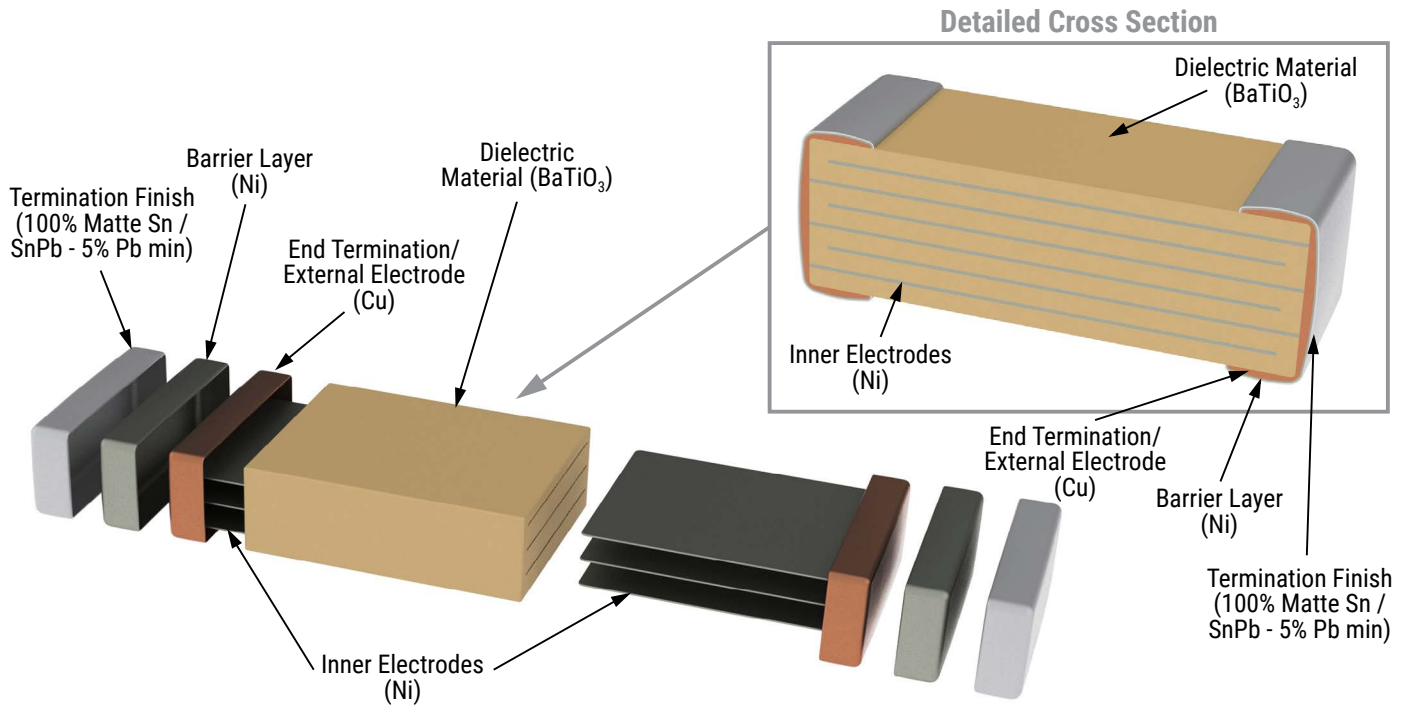 Detailed Cross Section
Dielectric Material
(BaTiO₃)
Inner Electrodes
(Ni)
End Termination/
External Electrode
(Cu)
Barrier Layer
(Ni)
Termination Finish
(100% Matte Sn /
SnPb - 5% Pb min)
Termination Finish
(100% Matte Sn /
SnPb - 5% Pb min)
Barrier Layer
(Ni)
End Termination/
External Electrode
(Cu)
Dielectric
Material (BaTiO₃)
Inner Electrodes
(Ni)